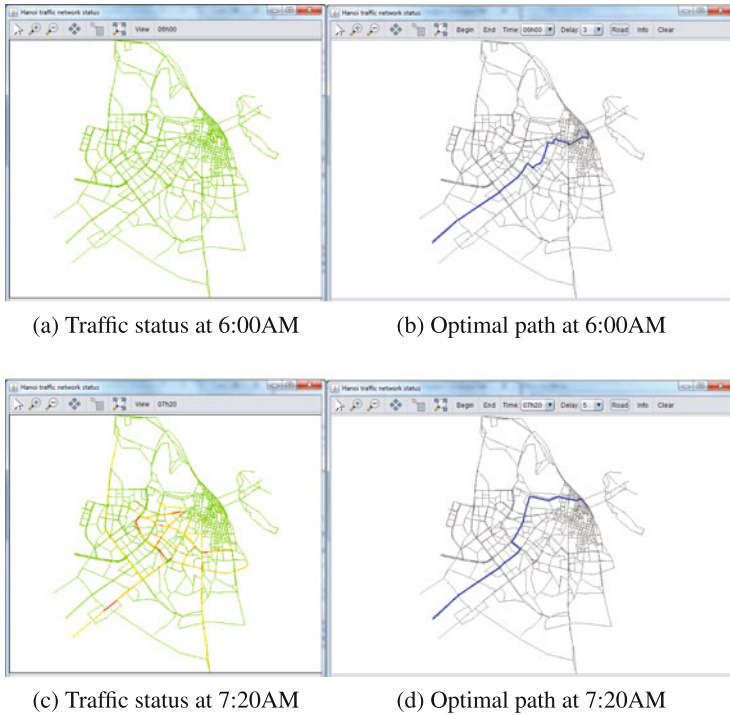 Hanoi traffic network status
View 06h00
Hanoi traffic network status
Begin End Time 06h00 Delay 3 Road Info Clear
(a) Traffic status at 6:00AM
(b) Optimal path at 6:00AM
Hanoi traffic network status
View 07h20
Hanoi traffic network status
Begin End Time 07h20 Delay 5 Road Info Clear
(c) Traffic status at 7:20AM
(d) Optimal path at 7:20AM